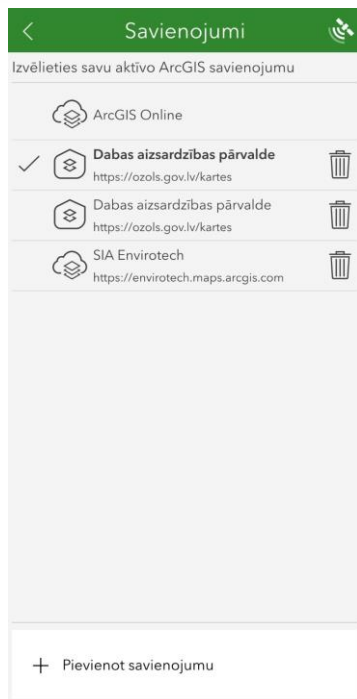 Savienojumi
Izvēlieties savu aktīvo ArcGIS savienojumu
ArcGIS Online
Dabas aizsardzības pārvalde
https://ozols.gov.lv/kartes
Dabas aizsardzības pārvalde
https://ozols.gov.lv/kartes
SIA Envirotech
https://envirotech.maps.arcgis.com
Pievienot savienojumu